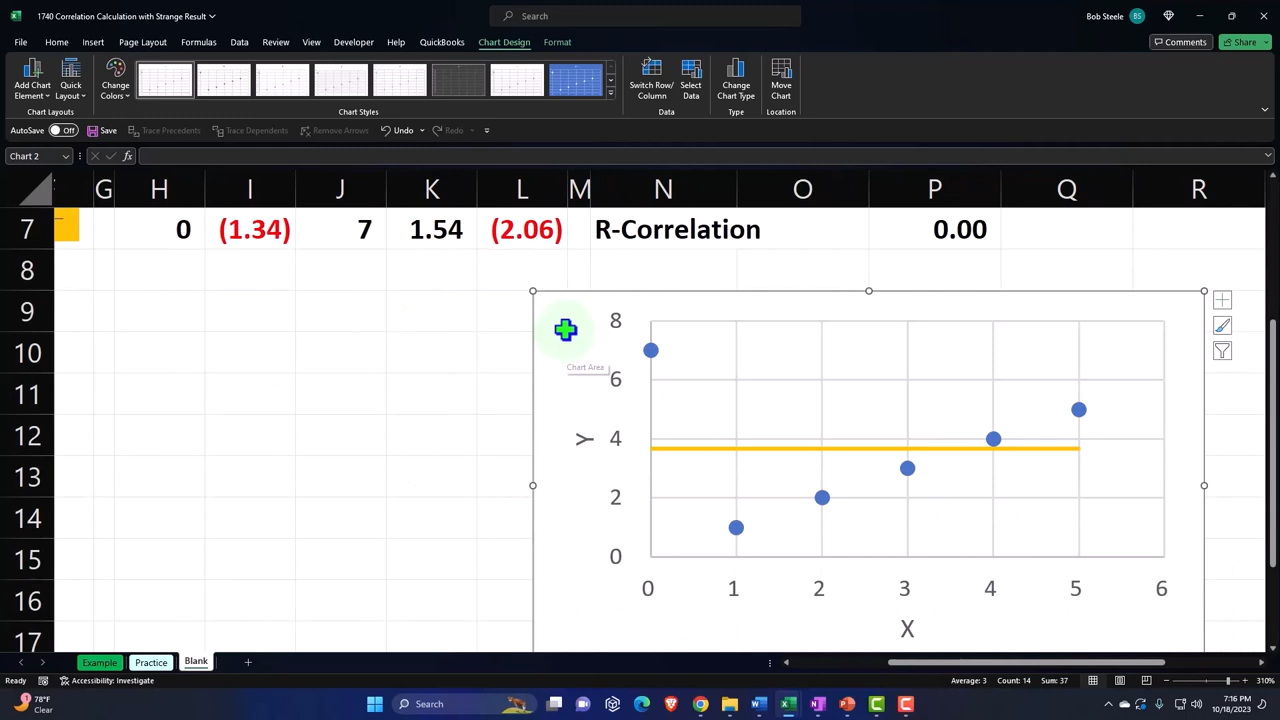 1740 Correlation Calculation with Strange Result
Search
Bob Steele BS
File Home Insert Page Layout Formulas Data Review View Developer Help QuickBooks Chart Design Format Comments Share
Add Chart Element Quick Layout Change Colors Switch Row/ Column Select Data Change Chart Type Move Chart
Chart Layouts Chart Styles Data Type Location
AutoSave Off Save Trace Precedents Trace Dependents Remove Arrows Undo Redo
Chart 2 fx
G H I J K L M N O P Q R
7 0 (1.34) 7 1.54 (2.06) R-Correlation 0.00
8
9
10
11
12
13
14
15
16
17
Chart Area
8
6
4
2
0
Y
0 1 2 3 4 5 6
X
Example Practice Blank
Ready Accessibility: Investigate Average: 3 Count: 14 Sum: 37 310%
78°F
Clear
Search
7:16 PM
10/18/2023